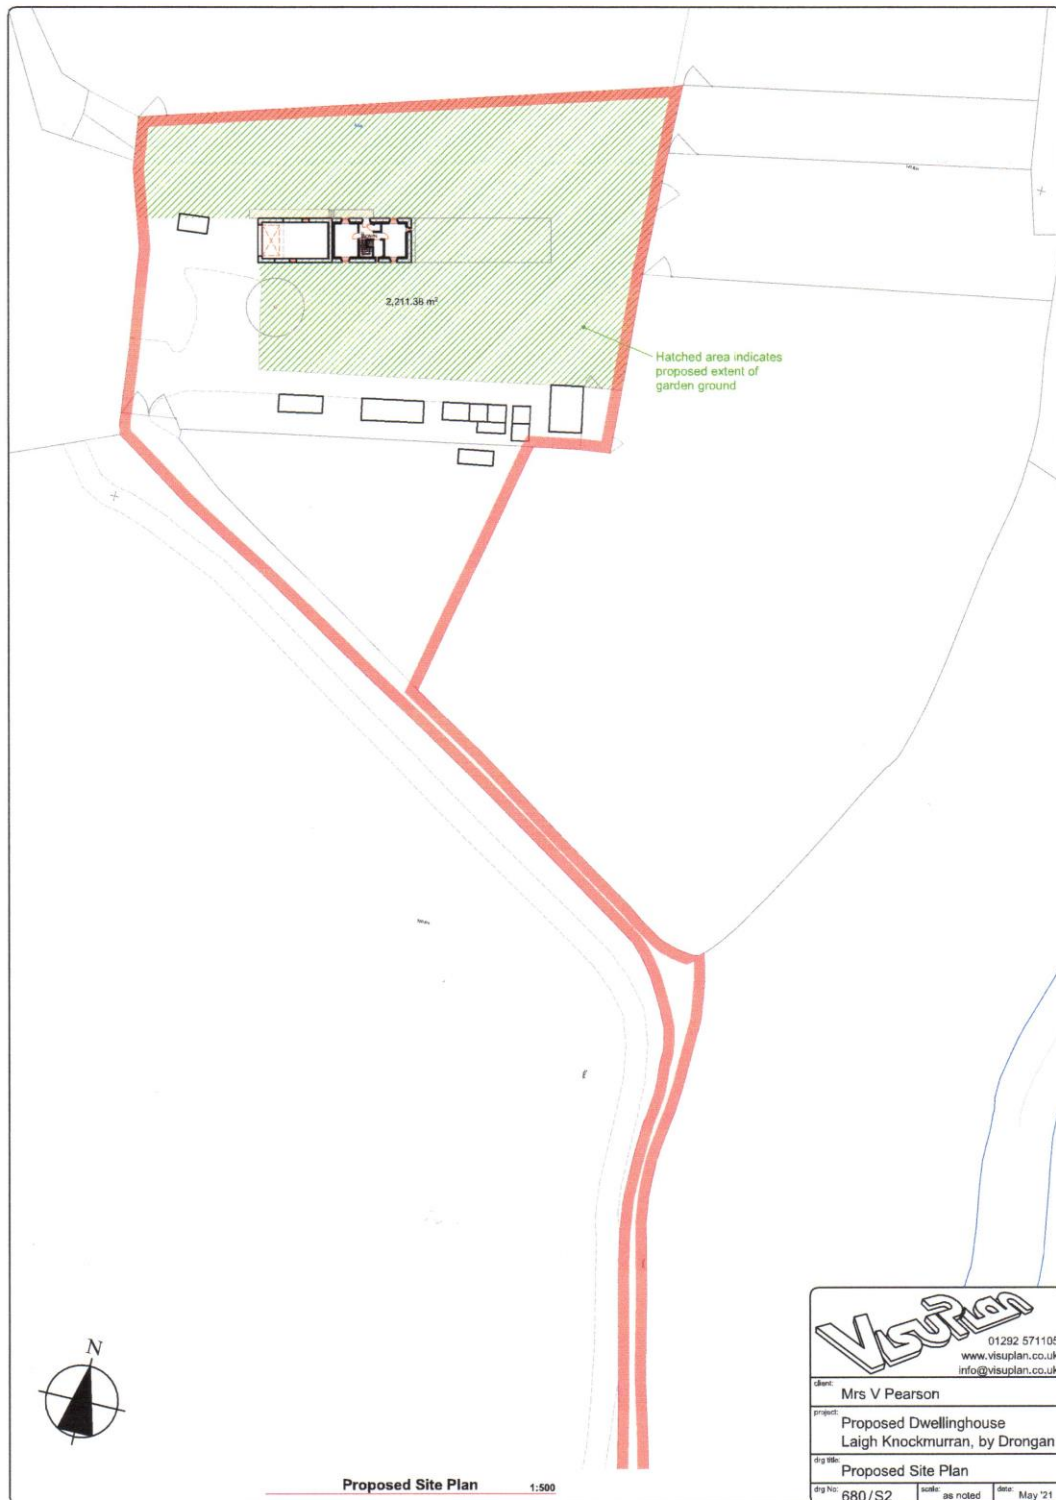 2,211.36 m²
Hatched area indicates
proposed extent of
garden ground
N
Proposed Site Plan 1:500
VISUPLAN
01292 571105
www.visuplan.co.uk
info@visuplan.co.uk
client:
Mrs V Pearson
project:
Proposed Dwellinghouse
Laigh Knockmurran, by Drongan
drg title:
Proposed Site Plan
drg No: 680/S2 scale: as noted date: May '21